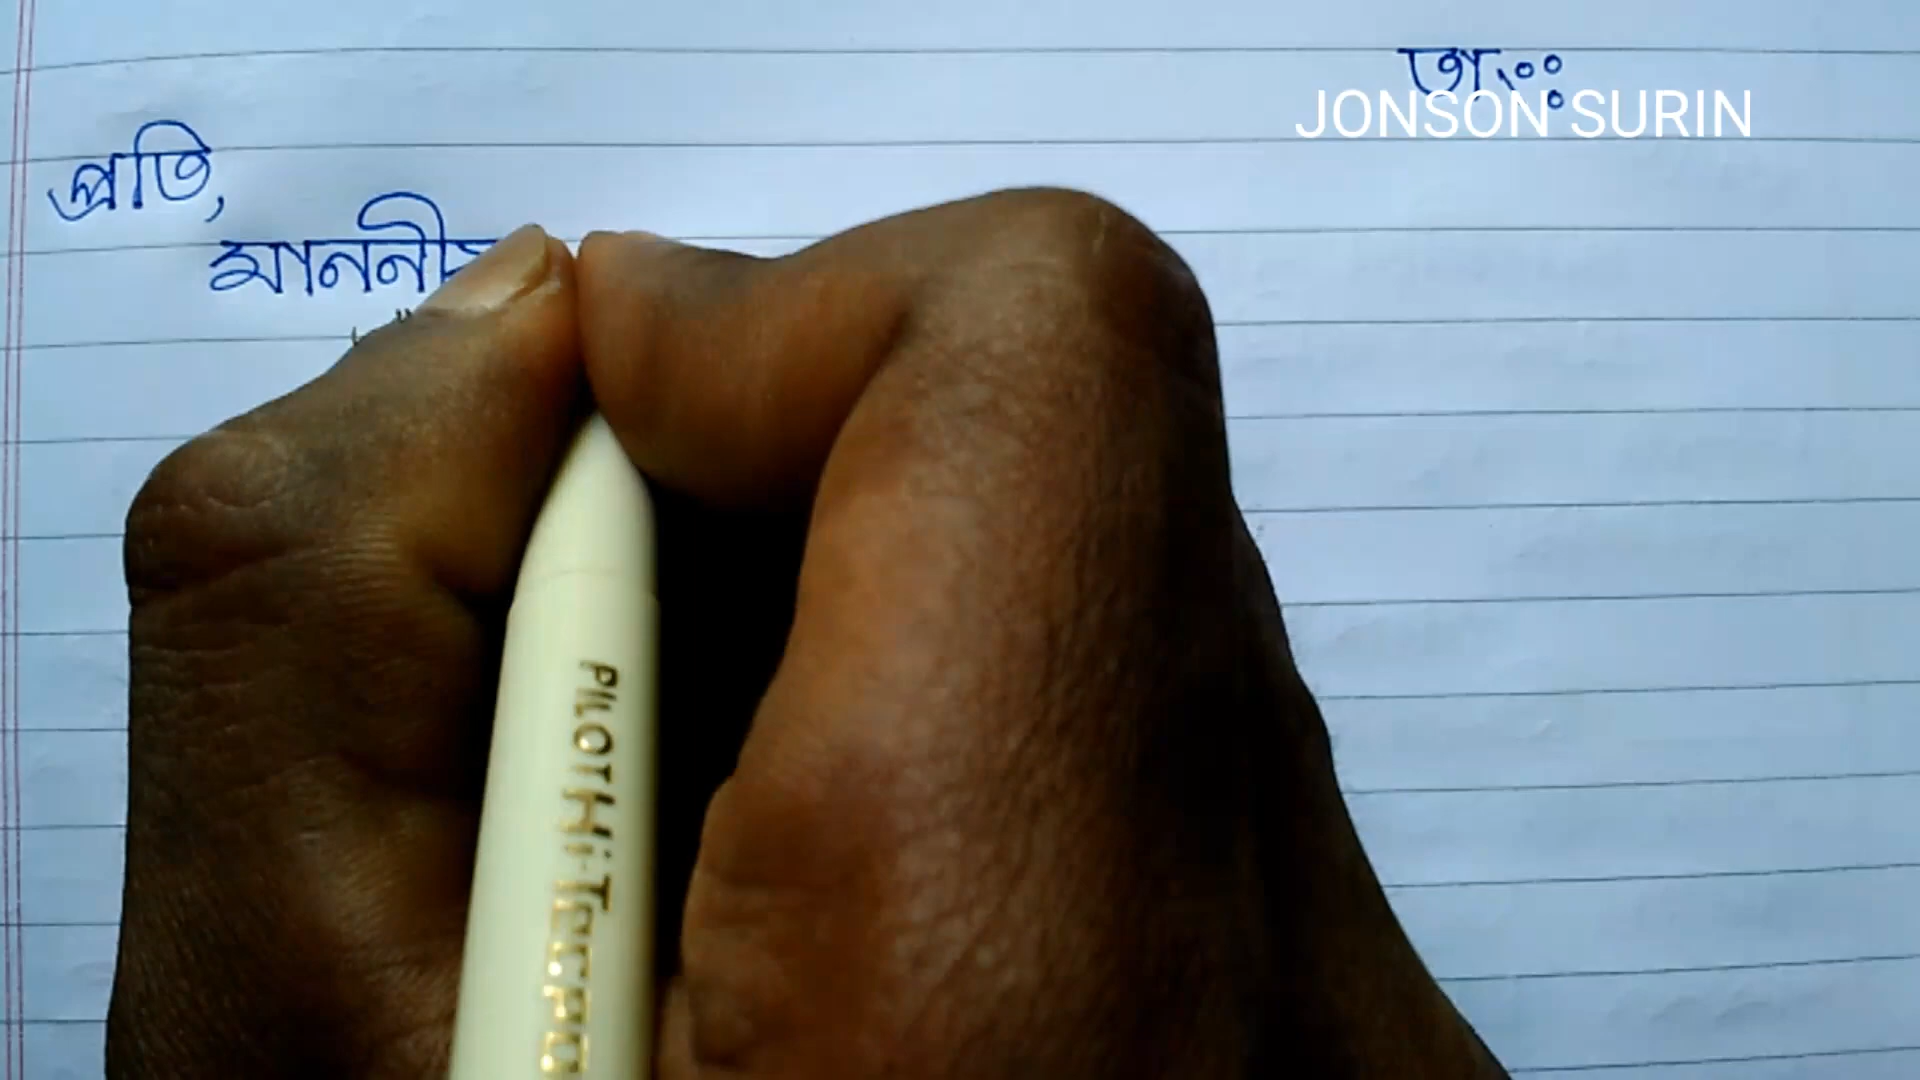 তাং ঃ
JONSON SURIN
প্রতি,
মাননীয়
PILOT Hi-Tecpo